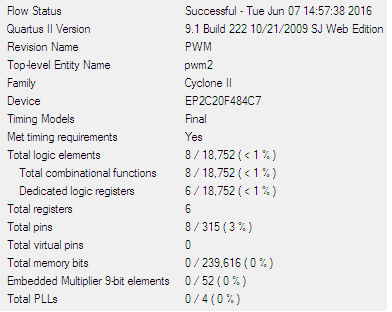 Flow Status Successful - Tue Jun 07 14:57:38 2016
Quartus II Version 9.1 Build 222 10/21/2009 SJ Web Edition
Revision Name PWM
Top-level Entity Name pwm2
Family Cyclone II
Device EP2C20F484C7
Timing Models Final
Met timing requirements Yes
Total logic elements 8 / 18,752 ( < 1 % )
Total combinational functions 8 / 18,752 ( < 1 % )
Dedicated logic registers 6 / 18,752 ( < 1 % )
Total registers 6
Total pins 8 / 315 ( 3 % )
Total virtual pins 0
Total memory bits 0 / 239,616 ( 0 % )
Embedded Multiplier 9-bit elements 0 / 52 ( 0 % )
Total PLLs 0 / 4 ( 0 % )